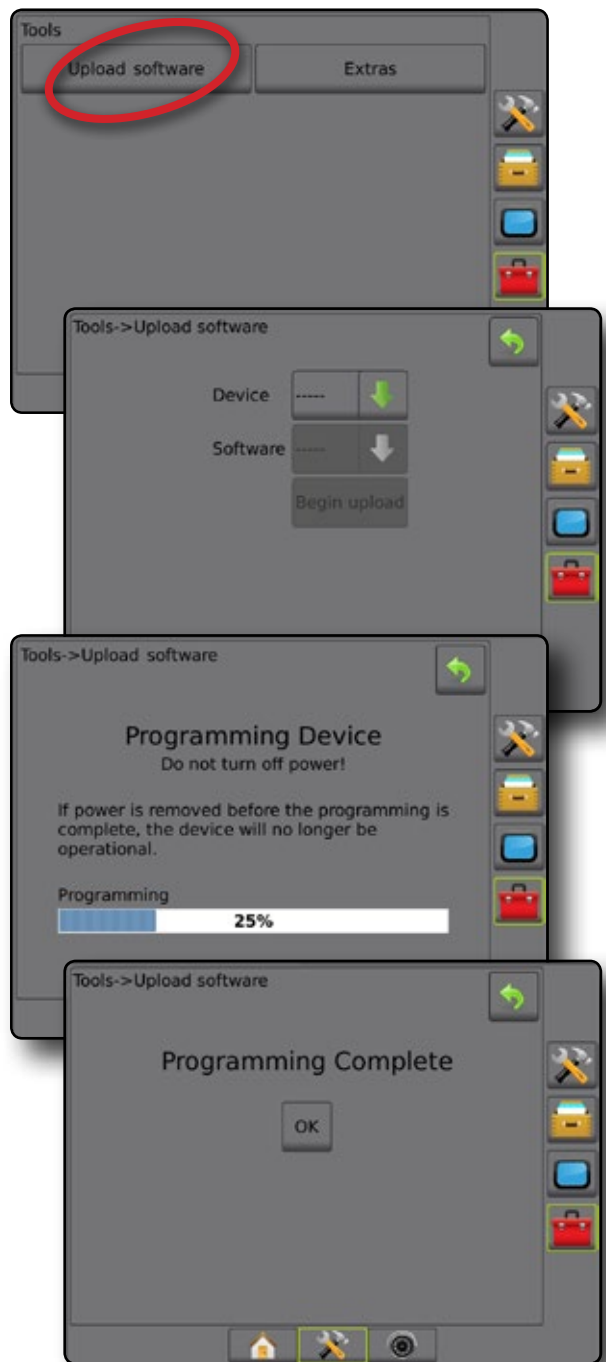 Tools
Upload software
Extras
Tools->Upload software
Device -----
Software -----
Begin upload
Tools->Upload software
Programming Device
Do not turn off power!
If power is removed before the programming is
complete, the device will no longer be
operational.
Programming
25%
Tools->Upload software
Programming Complete
OK